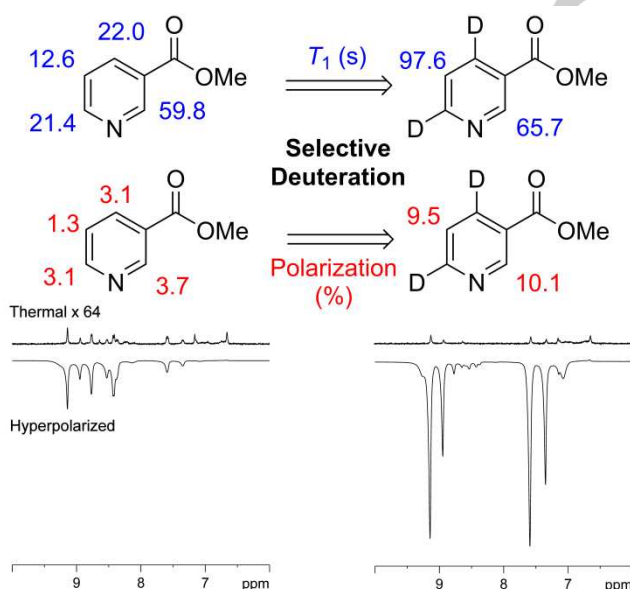 O
22.0
12.6
OMe
59.8
21.4
N
T₁ (s)
D
O
97.6
OMe
D
N
65.7
Selective
Deuteration
O
3.1
1.3
OMe
3.1
N
3.7
Polarization
(%)
D
O
9.5
OMe
D
N
10.1
Thermal x 64
Hyperpolarized
9 8 7 ppm
9 8 7 ppm